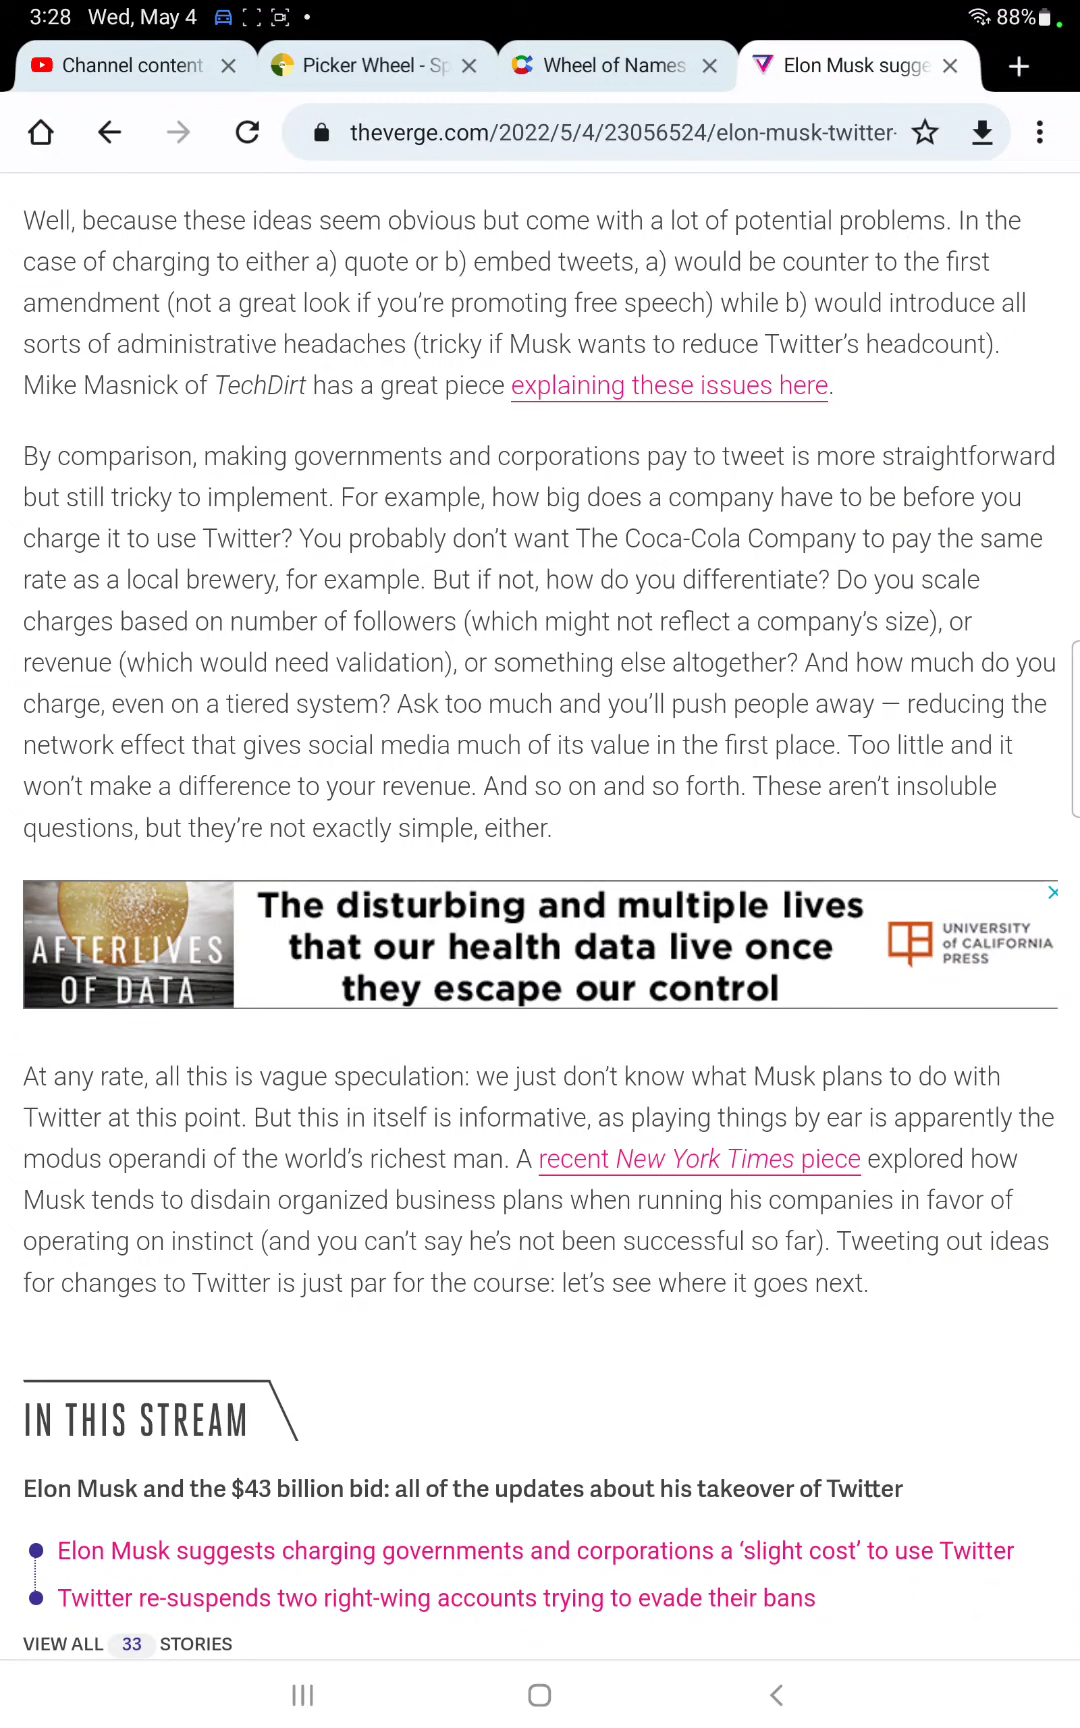 3:28 Wed, May 4
88%
Channel content
Picker Wheel - Sp
Wheel of Names
Elon Musk sugge
theverge.com/2022/5/4/23056524/elon-musk-twitter-
Well, because these ideas seem obvious but come with a lot of potential problems. In the
case of charging to either a) quote or b) embed tweets, a) would be counter to the first
amendment (not a great look if you’re promoting free speech) while b) would introduce all
sorts of administrative headaches (tricky if Musk wants to reduce Twitter’s headcount).
Mike Masnick of TechDirt has a great piece explaining these issues here.
By comparison, making governments and corporations pay to tweet is more straightforward
but still tricky to implement. For example, how big does a company have to be before you
charge it to use Twitter? You probably don’t want The Coca-Cola Company to pay the same
rate as a local brewery, for example. But if not, how do you differentiate? Do you scale
charges based on number of followers (which might not reflect a company’s size), or
revenue (which would need validation), or something else altogether? And how much do you
charge, even on a tiered system? Ask too much and you’ll push people away — reducing the
network effect that gives social media much of its value in the first place. Too little and it
won’t make a difference to your revenue. And so on and so forth. These aren’t insoluble
questions, but they’re not exactly simple, either.
AFTERLIVES
OF DATA
The disturbing and multiple lives
that our health data live once
they escape our control
UNIVERSITY
of CALIFORNIA
PRESS
At any rate, all this is vague speculation: we just don’t know what Musk plans to do with
Twitter at this point. But this in itself is informative, as playing things by ear is apparently the
modus operandi of the world’s richest man. A recent New York Times piece explored how
Musk tends to disdain organized business plans when running his companies in favor of
operating on instinct (and you can’t say he’s not been successful so far). Tweeting out ideas
for changes to Twitter is just par for the course: let’s see where it goes next.
IN THIS STREAM
Elon Musk and the $43 billion bid: all of the updates about his takeover of Twitter
Elon Musk suggests charging governments and corporations a ‘slight cost’ to use Twitter
Twitter re-suspends two right-wing accounts trying to evade their bans
VIEW ALL 33 STORIES